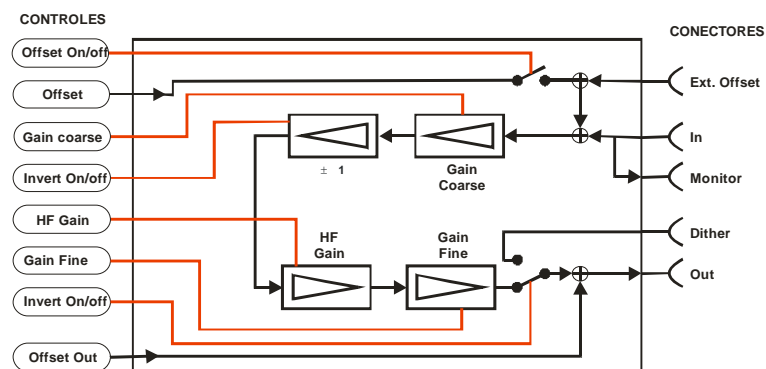 CONTROLES
CONECTORES
Offset On/off
Offset
Ext. Offset
Gain coarse
In
Invert On/off
± 1
Gain
Coarse
Monitor
HF Gain
HF
Gain
Gain
Fine
Dither
Gain Fine
Out
Invert On/off
Offset Out